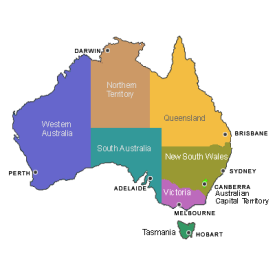 DARWIN
Northern
Territory
Queensland
Western
Australia
BRISBANE
South Australia
New South Wales
PERTH
SYDNEY
ADELAIDE
Victoria
CANBERRA
Australian
Capital Territory
MELBOURNE
Tasmania
HOBART